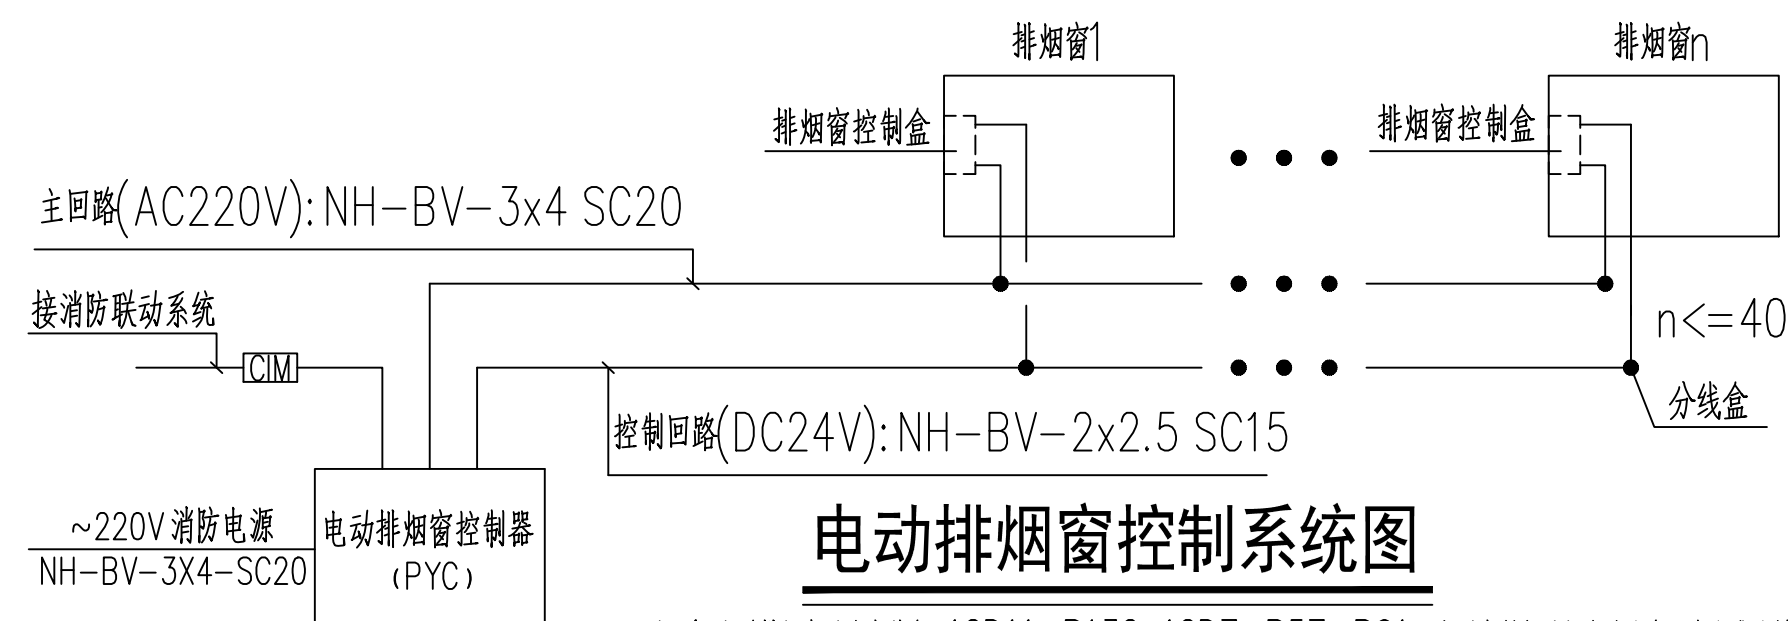 排烟窗1
排烟窗n
排烟窗控制盒
排烟窗控制盒
主回路(AC220V):NH-BV-3x4 SC20
接消防联动系统
CIM
n<=40
分线盒
控制回路(DC24V):NH-BV-2x2.5 SC15
~220V消防电源
NH-BV-3X4-SC20
电动排烟窗控制器
(PYC)
电动排烟窗控制系统图